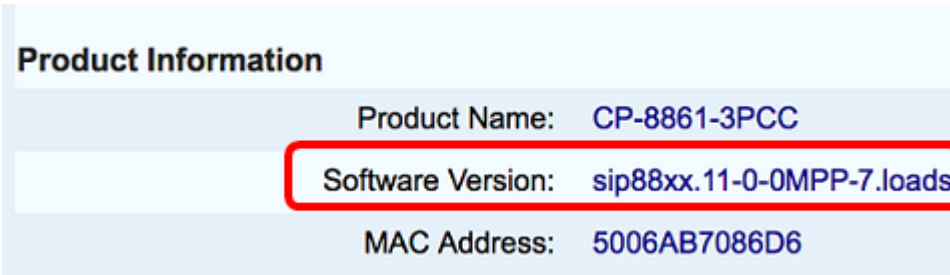 Product Information
Product Name: CP-8861-3PCC
Software Version: sip88xx.11-0-0MPP-7.loads
MAC Address: 5006AB7086D6